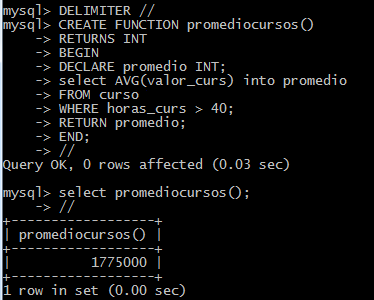 mysql> DELIMITER //
mysql> CREATE FUNCTION promediocursos()
    -> RETURNS INT
    -> BEGIN
    -> DECLARE promedio INT;
    -> select AVG(valor_curs) into promedio
    -> FROM curso
    -> WHERE horas_curs > 40;
    -> RETURN promedio;
    -> END;
    -> //
Query OK, 0 rows affected (0.03 sec)

mysql> select promediocursos();
    -> //
+------------------+
| promediocursos() |
+------------------+
|          1775000 |
+------------------+
1 row in set (0.00 sec)